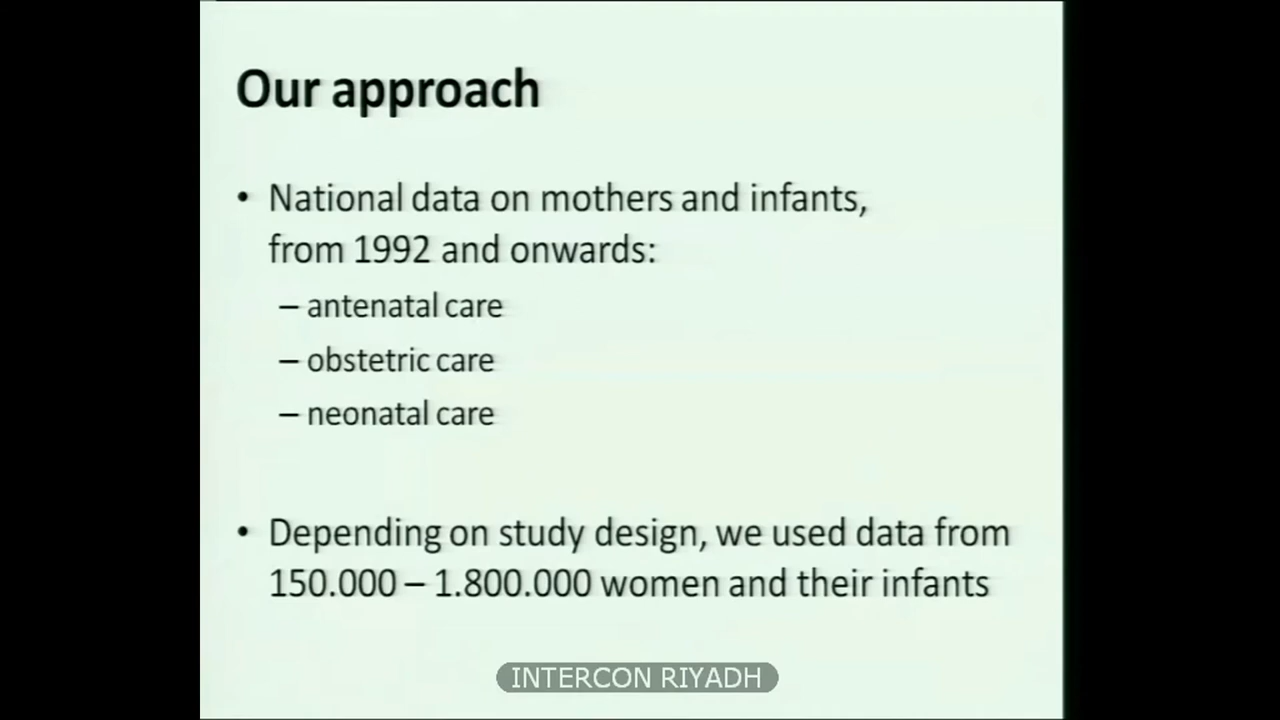 Our approach
• National data on mothers and infants,
from 1992 and onwards:
– antenatal care
– obstetric care
– neonatal care
• Depending on study design, we used data from
150.000 – 1.800.000 women and their infants
INTERCON RIYADH